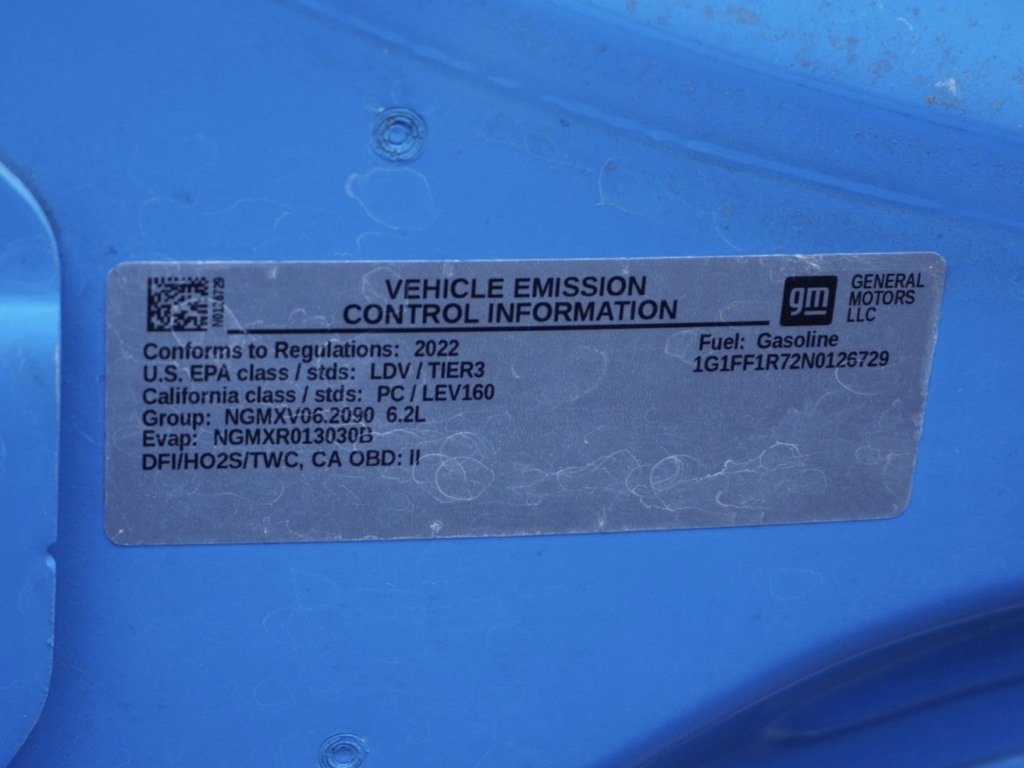 N0126729
VEHICLE EMISSION
CONTROL INFORMATION
gm
GENERAL
MOTORS
LLC
Conforms to Regulations: 2022
U.S. EPA class / stds: LDV / TIER3
California class / stds: PC / LEV160
Group: NGMXV06.2090 6.2L
Evap: NGMXR013030B
DFI/HO2S/TWC, CA OBD: II
Fuel: Gasoline
1G1FF1R72N0126729